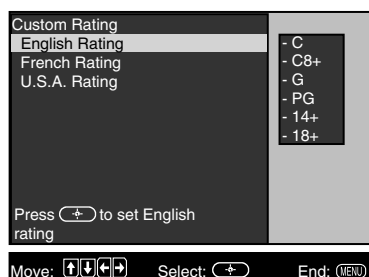 Custom Rating
English Rating
French Rating
U.S.A. Rating
- C
- C8+
- G
- PG
- 14+
- 18+
Press to set English
rating
Move: Select: End: MENU